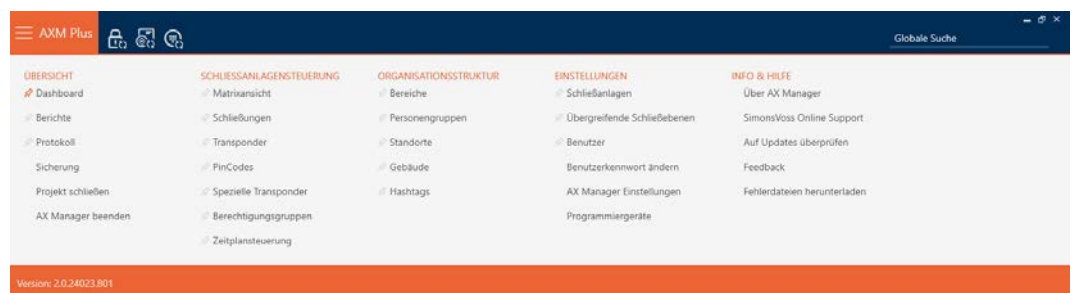 AXM Plus
Globale Suche
ÜBERSICHT
Dashboard
Berichte
Protokoll
Sicherung
Projekt schließen
AX Manager beenden
SCHLIESSANLAGENSTEUERUNG
Matrixansicht
Schließungen
Transponder
PinCodes
Spezielle Transponder
Berechtigungsgruppen
Zeitplansteuerung
ORGANISATIONSSTRUKTUR
Bereiche
Personengruppen
Standorte
Gebäude
Hashtags
EINSTELLUNGEN
Schließanlagen
Übergreifende Schließebenen
Benutzer
Benutzerkennwort ändern
AX Manager Einstellungen
Programmiergeräte
INFO & HILFE
Über AX Manager
SimonsVoss Online Support
Auf Updates überprüfen
Feedback
Fehlerdateien herunterladen
Version: 2.0.24023.801